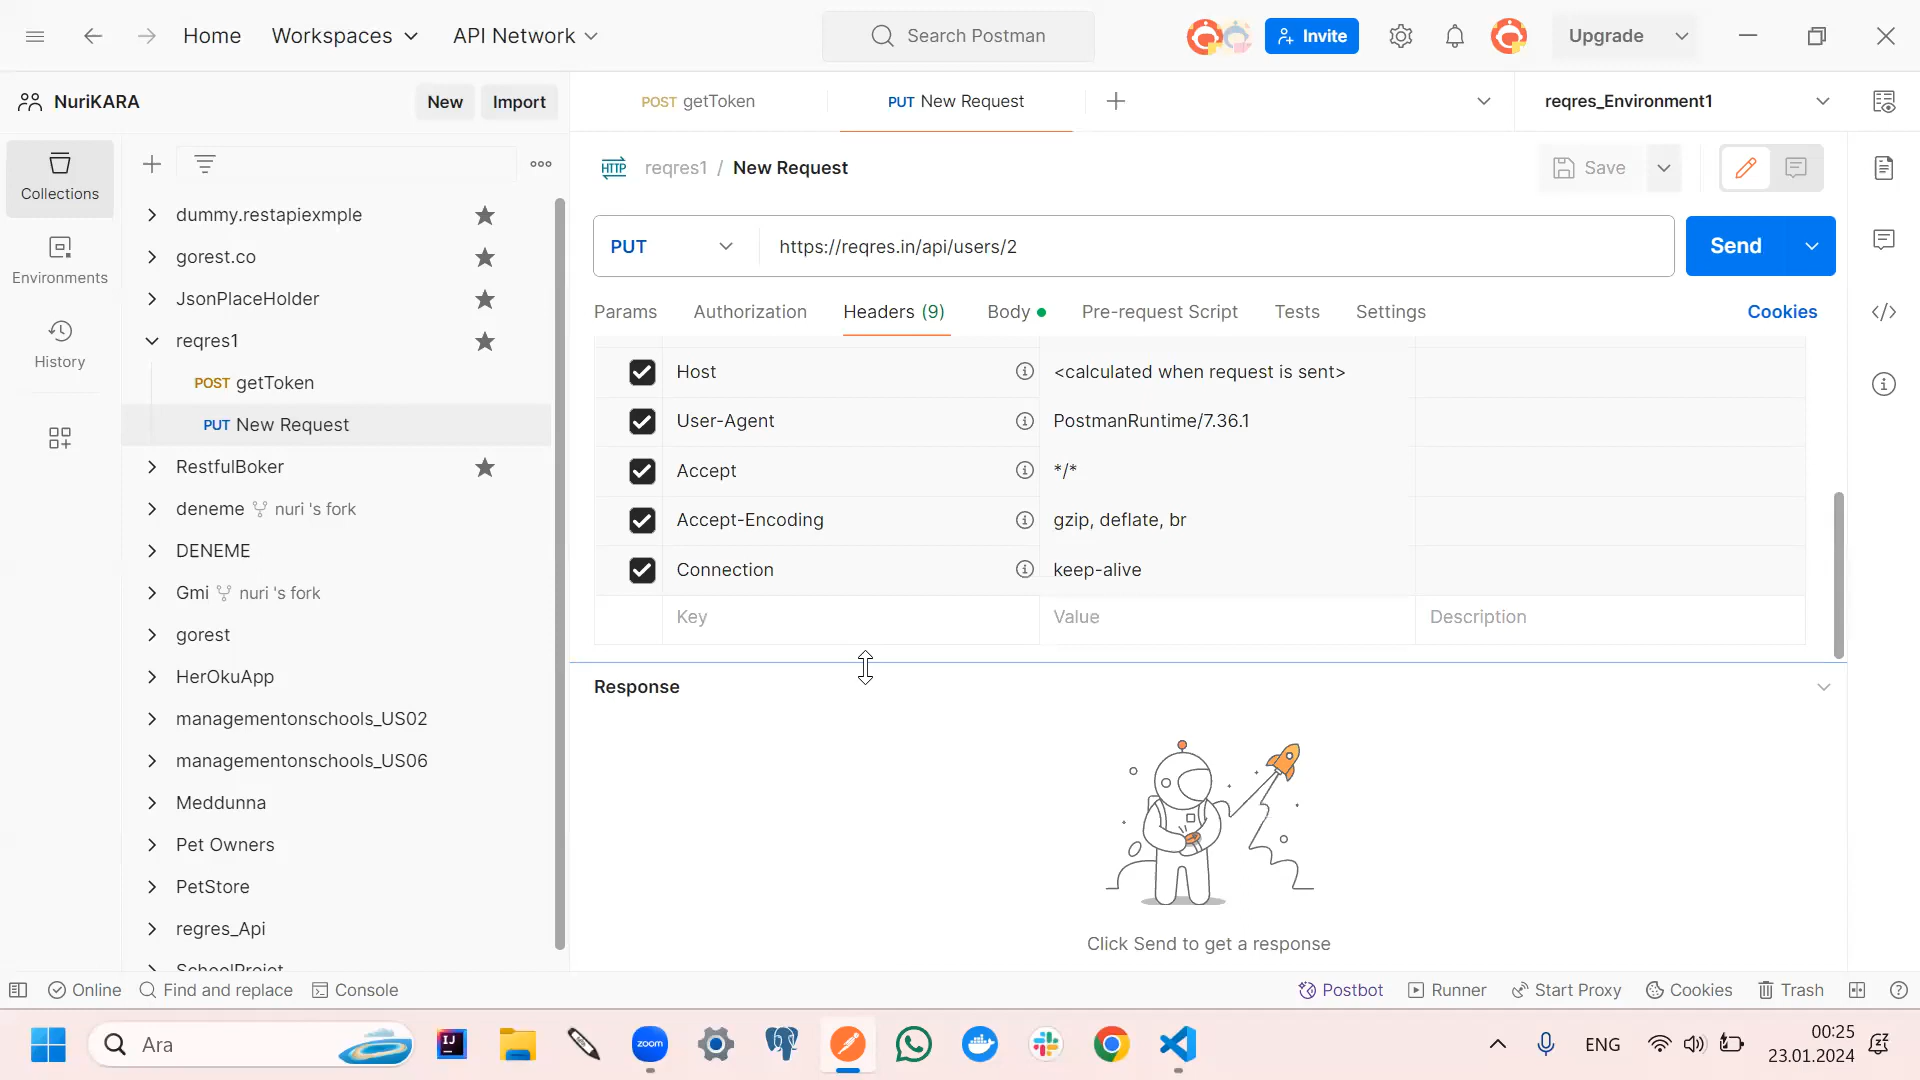 Home
Workspaces
API Network
Search Postman
Invite
Upgrade
NuriKARA
New
Import
POST getToken
PUT New Request
reqres_Environment1
Collections
Environments
History
dummy.restapiexmple
gorest.co
JsonPlaceHolder
reqres1
POST getToken
PUT New Request
RestfulBoker
deneme nuri 's fork
DENEME
Gmi nuri 's fork
gorest
HerOkuApp
managementonschools_US02
managementonschools_US06
Meddunna
Pet Owners
PetStore
regres_Api
SchoolProjet
HTTP reqres1 / New Request
Save
PUT
https://reqres.in/api/users/2
Send
Params
Authorization
Headers (9)
Body
Pre-request Script
Tests
Settings
Cookies
Host
<calculated when request is sent>
User-Agent
PostmanRuntime/7.36.1
Accept
*/*
Accept-Encoding
gzip, deflate, br
Connection
keep-alive
Key
Value
Description
Response
Click Send to get a response
Online
Find and replace
Console
Postbot
Runner
Start Proxy
Cookies
Trash
Ara
IJ
zoom
ENG
00:25
23.01.2024